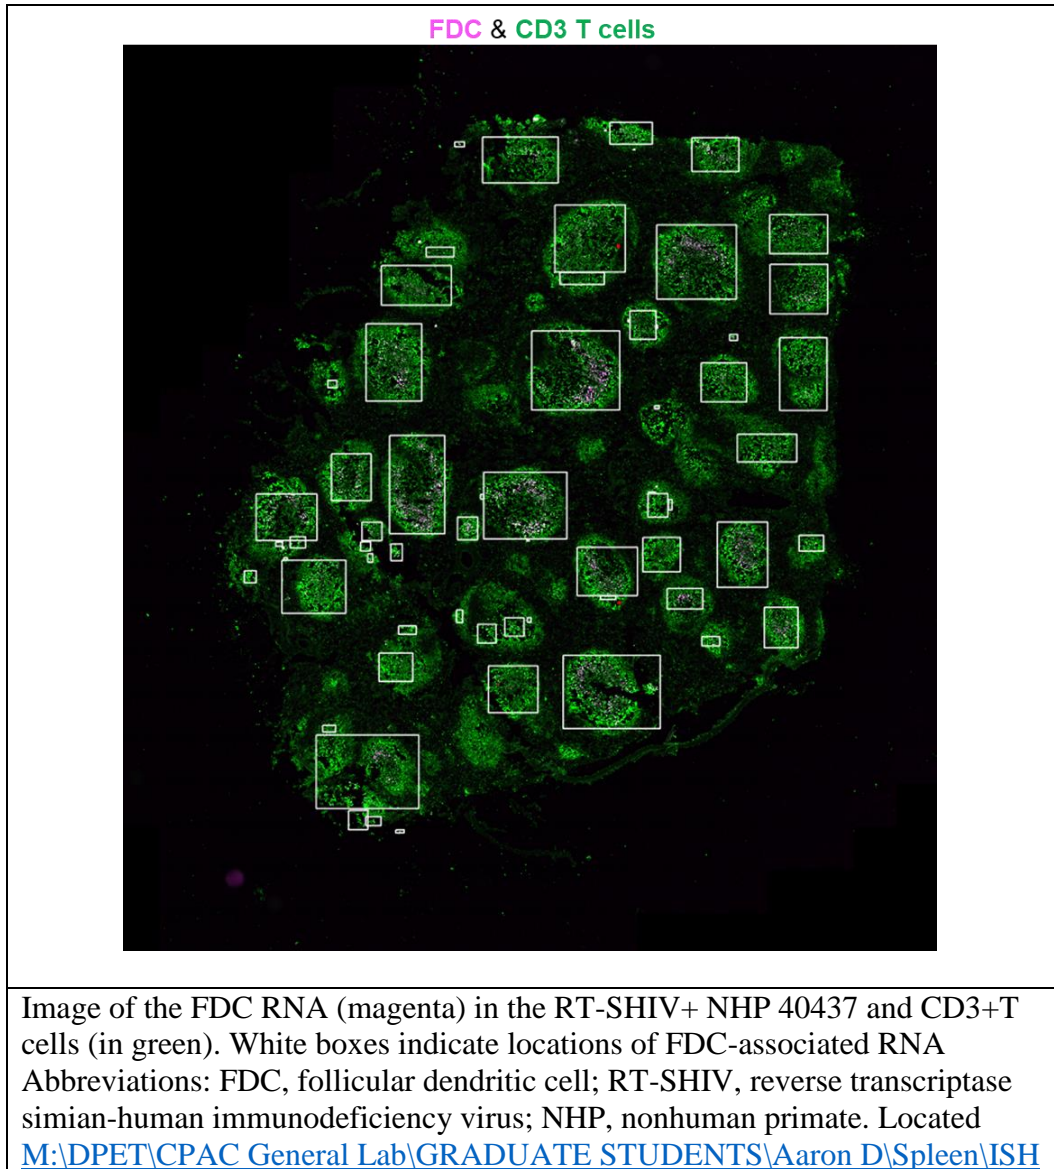 FDC & CD3 T cells
Image of the FDC RNA (magenta) in the RT-SHIV+ NHP 40437 and CD3+T
cells (in green). White boxes indicate locations of FDC-associated RNA
Abbreviations: FDC, follicular dendritic cell; RT-SHIV, reverse transcriptase
simian-human immunodeficiency virus; NHP, nonhuman primate. Located
M:\DPET\CPAC General Lab\GRADUATE STUDENTS\Aaron D\Spleen\ISH